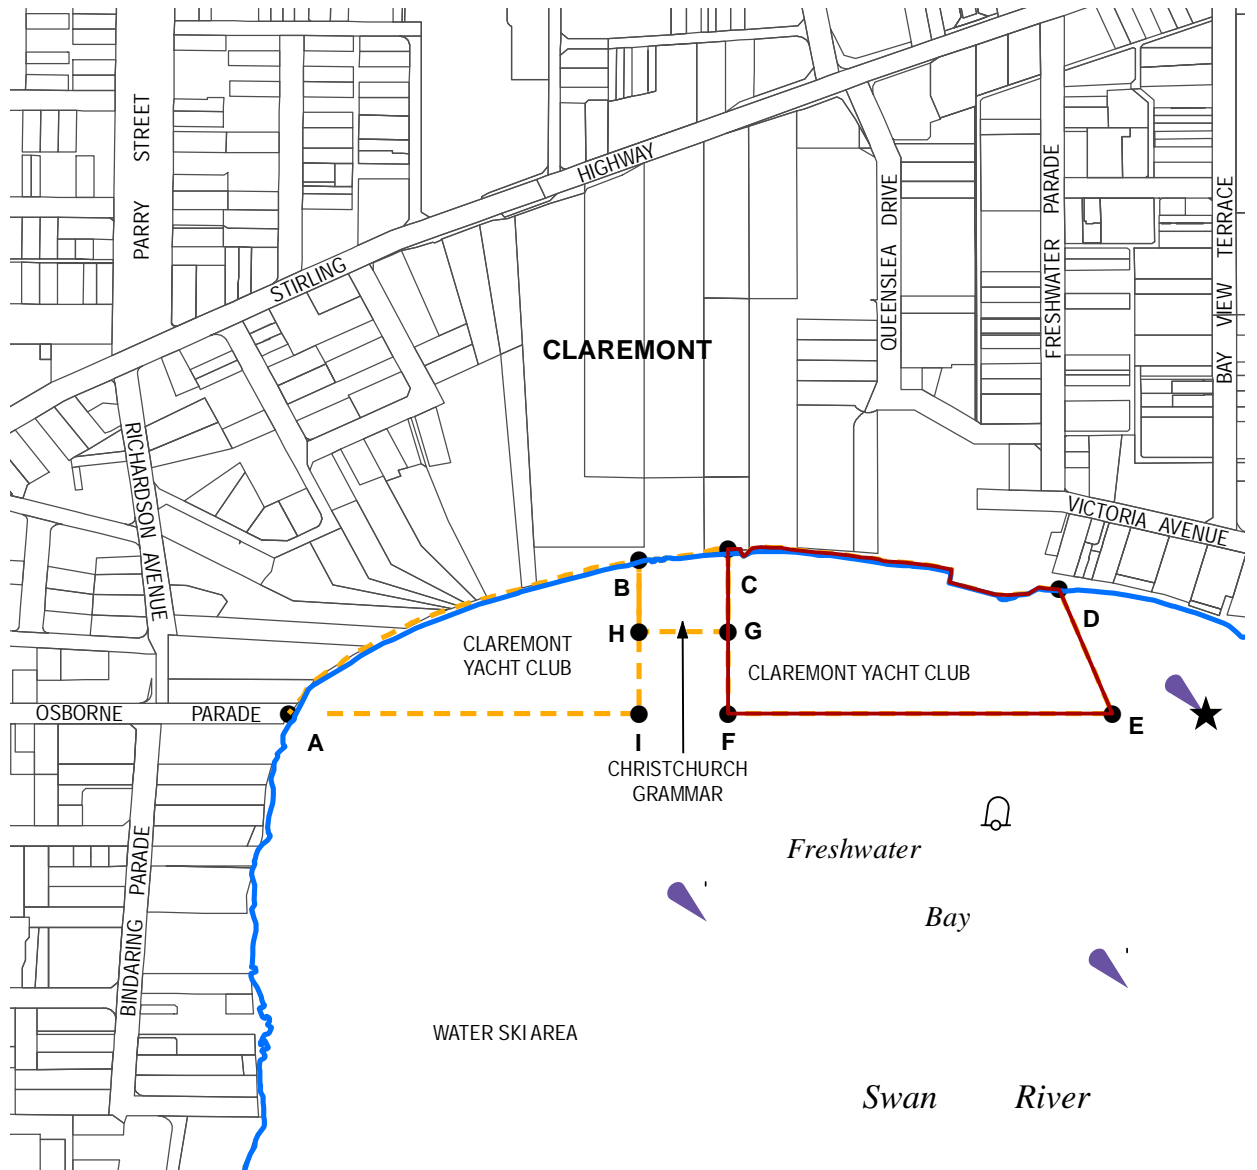 PARRY STREET
HIGHWAY
STIRLING
QUEENSLEA DRIVE
FRESHWATER PARADE
BAY VIEW TERRACE
CLAREMONT
RICHARDSON AVENUE
VICTORIA AVENUE
B
C
D
H
G
CLAREMONT
YACHT CLUB
CLAREMONT YACHT CLUB
OSBORNE PARADE
A
I
F
E
CHRISTCHURCH
GRAMMAR
BINDARING PARADE
Freshwater
Bay
WATER SKI AREA
Swan River